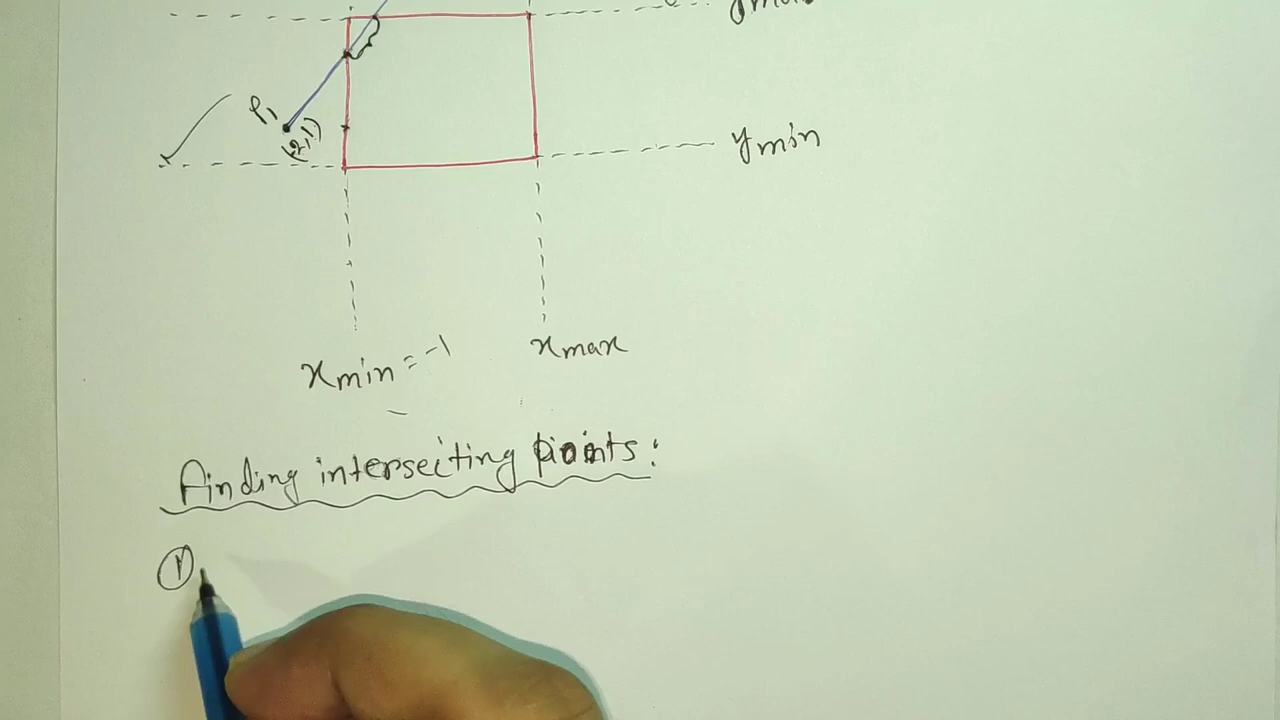 P1
(-2,1)
ymin
xmin = -1
xmax
Finding intersecting points:
①